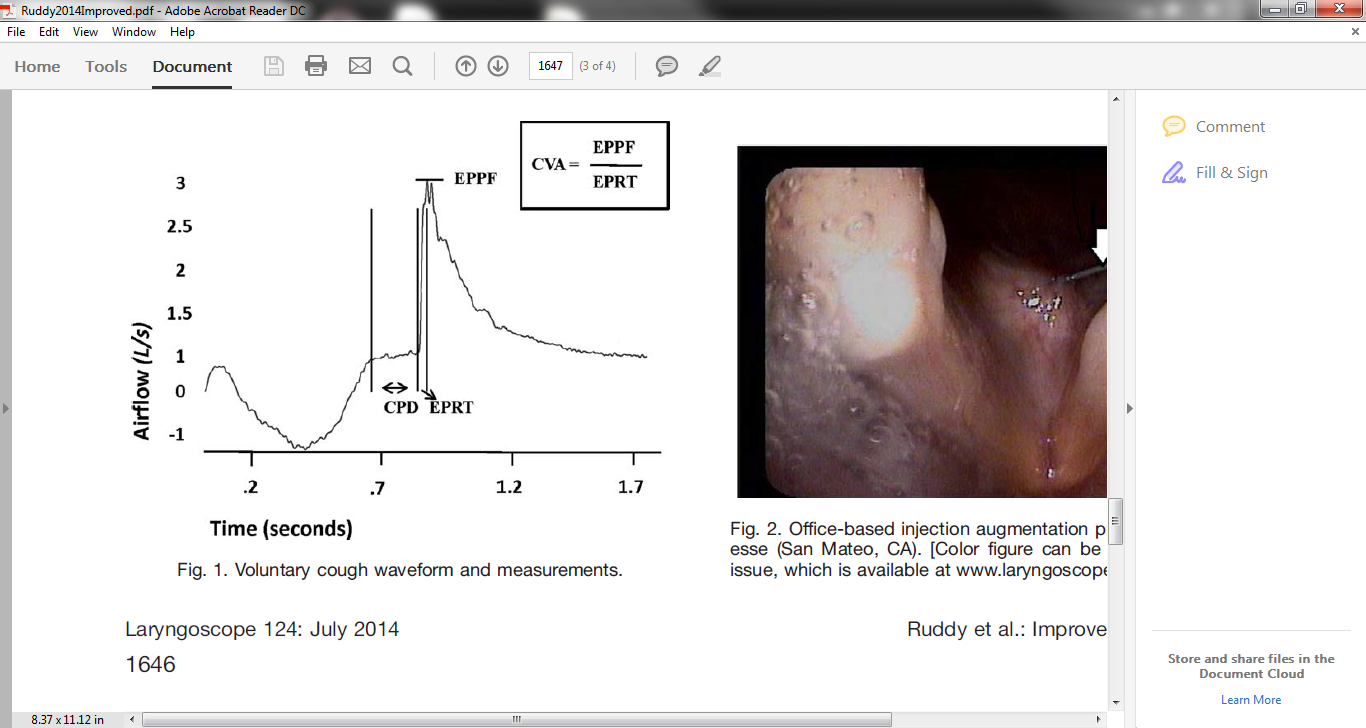 Ruddy2014Improved.pdf - Adobe Acrobat Reader DC
File Edit View Window Help
Home Tools Document 1647 (3 of 4)
CVA = EPPF
EPRT
EPPF
3
2.5
2
1.5
1
0
-1
Airflow (L/s)
CPD EPRT
.2 .7 1.2 1.7
Time (seconds)
Fig. 1. Voluntary cough waveform and measurements.
Fig. 2. Office-based injection augmentation p
esse (San Mateo, CA). [Color figure can be
issue, which is available at www.laryngoscope
Laryngoscope 124: July 2014
Ruddy et al.: Improve
1646
Comment
Fill & Sign
Store and share files in the
Document Cloud
Learn More
8.37 x 11.12 in